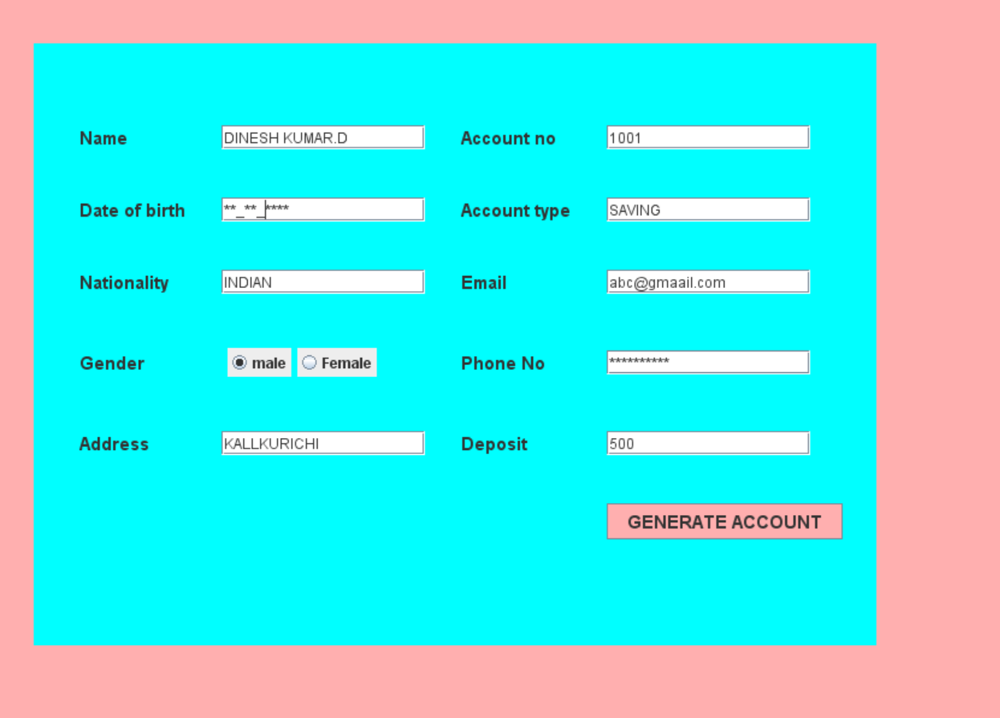 Name DINESH KUMAR.D Account no 1001
Date of birth **_**_**** Account type SAVING
Nationality INDIAN Email abc@gmaail.com
Gender male Female Phone No **********
Address KALLKURICHI Deposit 500
GENERATE ACCOUNT